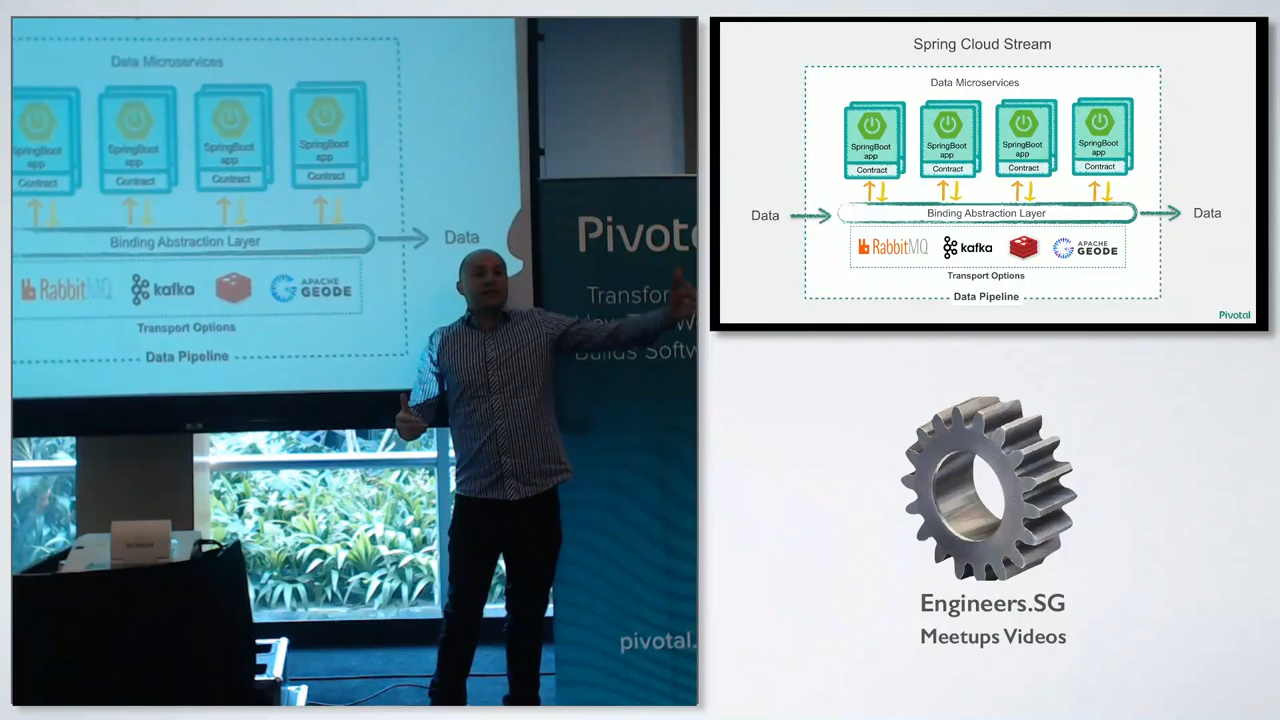 Data Microservices
SpringBoot
app
Contract
SpringBoot
app
Contract
SpringBoot
app
Contract
SpringBoot
app
Contract
Binding Abstraction Layer
Data
RabbitMQ
kafka
APACHE
GEODE
Transport Options
Data Pipeline
Pivot
Transfor
Builds Softw
pivotal.
Spring Cloud Stream
Data Microservices
SpringBoot
app
Contract
SpringBoot
app
Contract
SpringBoot
app
Contract
SpringBoot
app
Contract
Data
Binding Abstraction Layer
Data
RabbitMQ
kafka
APACHE
GEODE
Transport Options
Data Pipeline
Pivotal
Engineers.SG
Meetups Videos